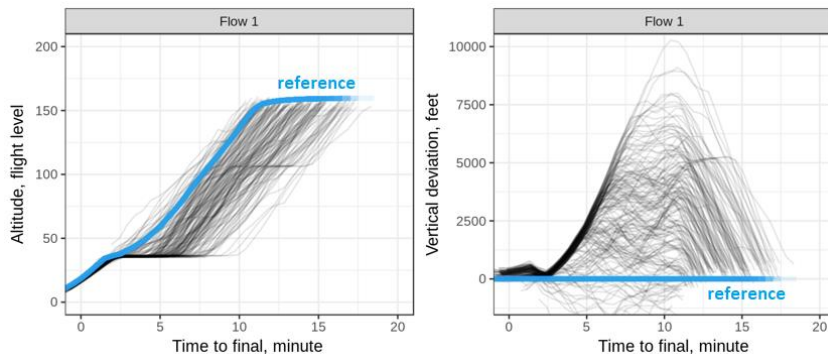 Flow 1
200
150
100
50
0
Altitude, flight level
reference
0 5 10 15 20
Time to final, minute
Flow 1
10000
7500
5000
2500
0
Vertical deviation, feet
reference
0 5 10 15 20
Time to final, minute